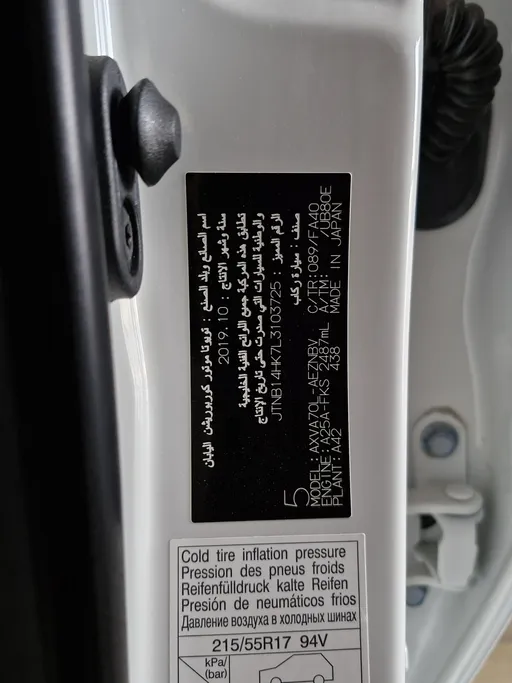 اسم الصانع وبلد الصنع : تويوتا موتور كوربوريشن اليابان
سنة وشهر الإنتاج : 2019.10
تطابق هذه المركبة جميع اللوائح الفنية الخليجية
والوطنية للسيارات التي صدرت حتى تاريخ الإنتاج
الرقم المميز : JTNB14HK7L3103725
صنف : سيارة ركاب
5
MODEL: AXVA70L-AEZNBV C/TR: 089/FA40
ENGINE: A25A-FKS 2487mL A/TM: /UB80E
PLANT: A42 438 MADE IN JAPAN
Cold tire inflation pressure
Pression des pneus froids
Reifenfülldruck kalte Reifen
Presión de neumáticos frios
Давление воздуха в холодных шинах
215/55R17 94V
kPa/
(bar)